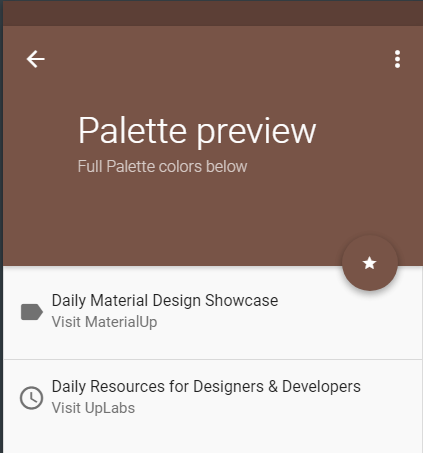 Palette preview
Full Palette colors below
Daily Material Design Showcase
Visit MaterialUp
Daily Resources for Designers & Developers
Visit UpLabs